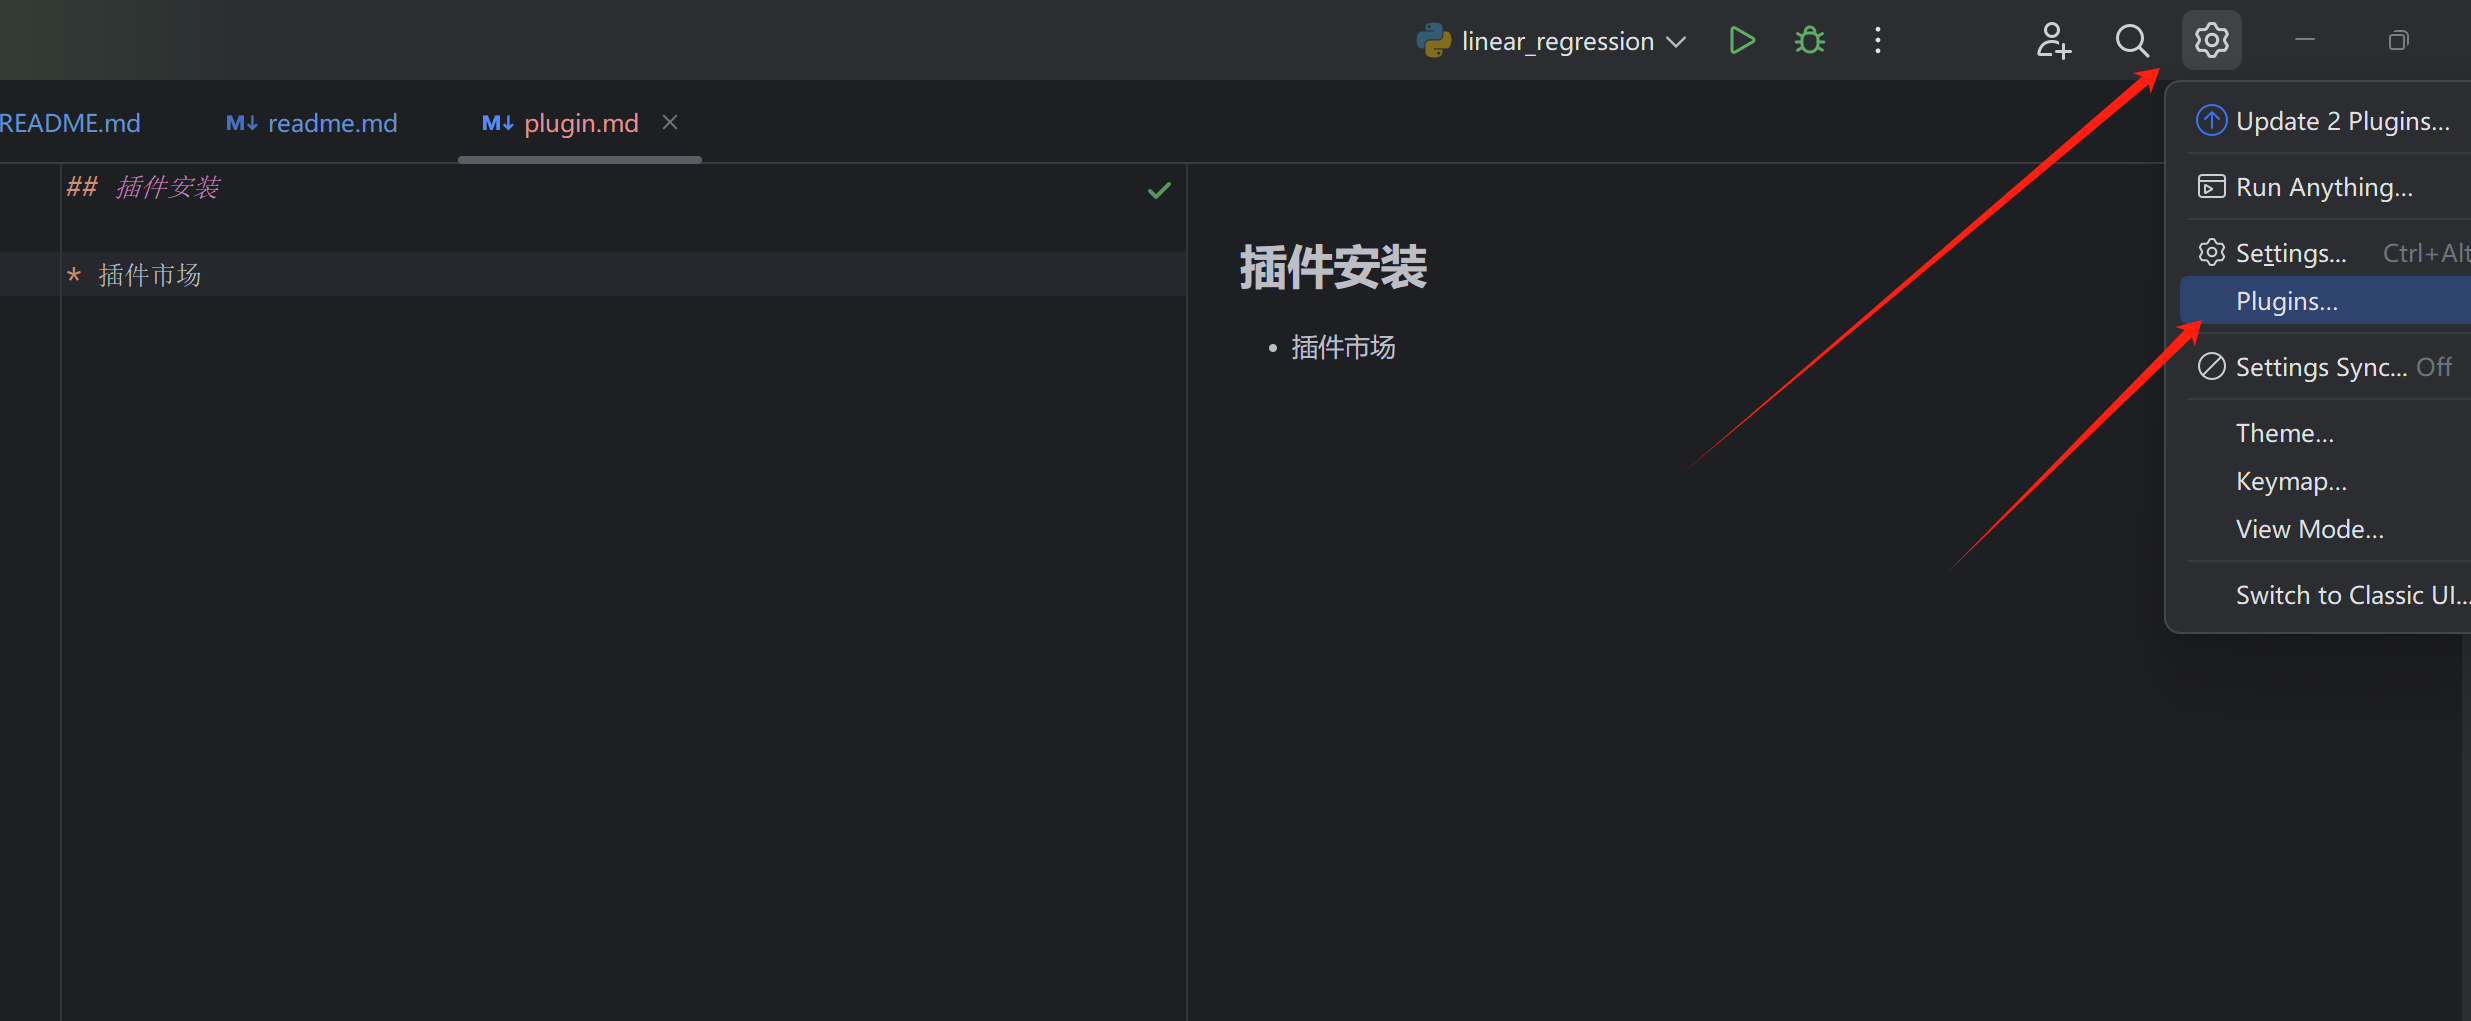 linear_regression
README.md
M↓ readme.md
M↓ plugin.md
## 插件安装
* 插件市场
插件安装
• 插件市场
Update 2 Plugins...
Run Anything...
Settings... Ctrl+Alt
Plugins...
Settings Sync... Off
Theme...
Keymap...
View Mode...
Switch to Classic UI...